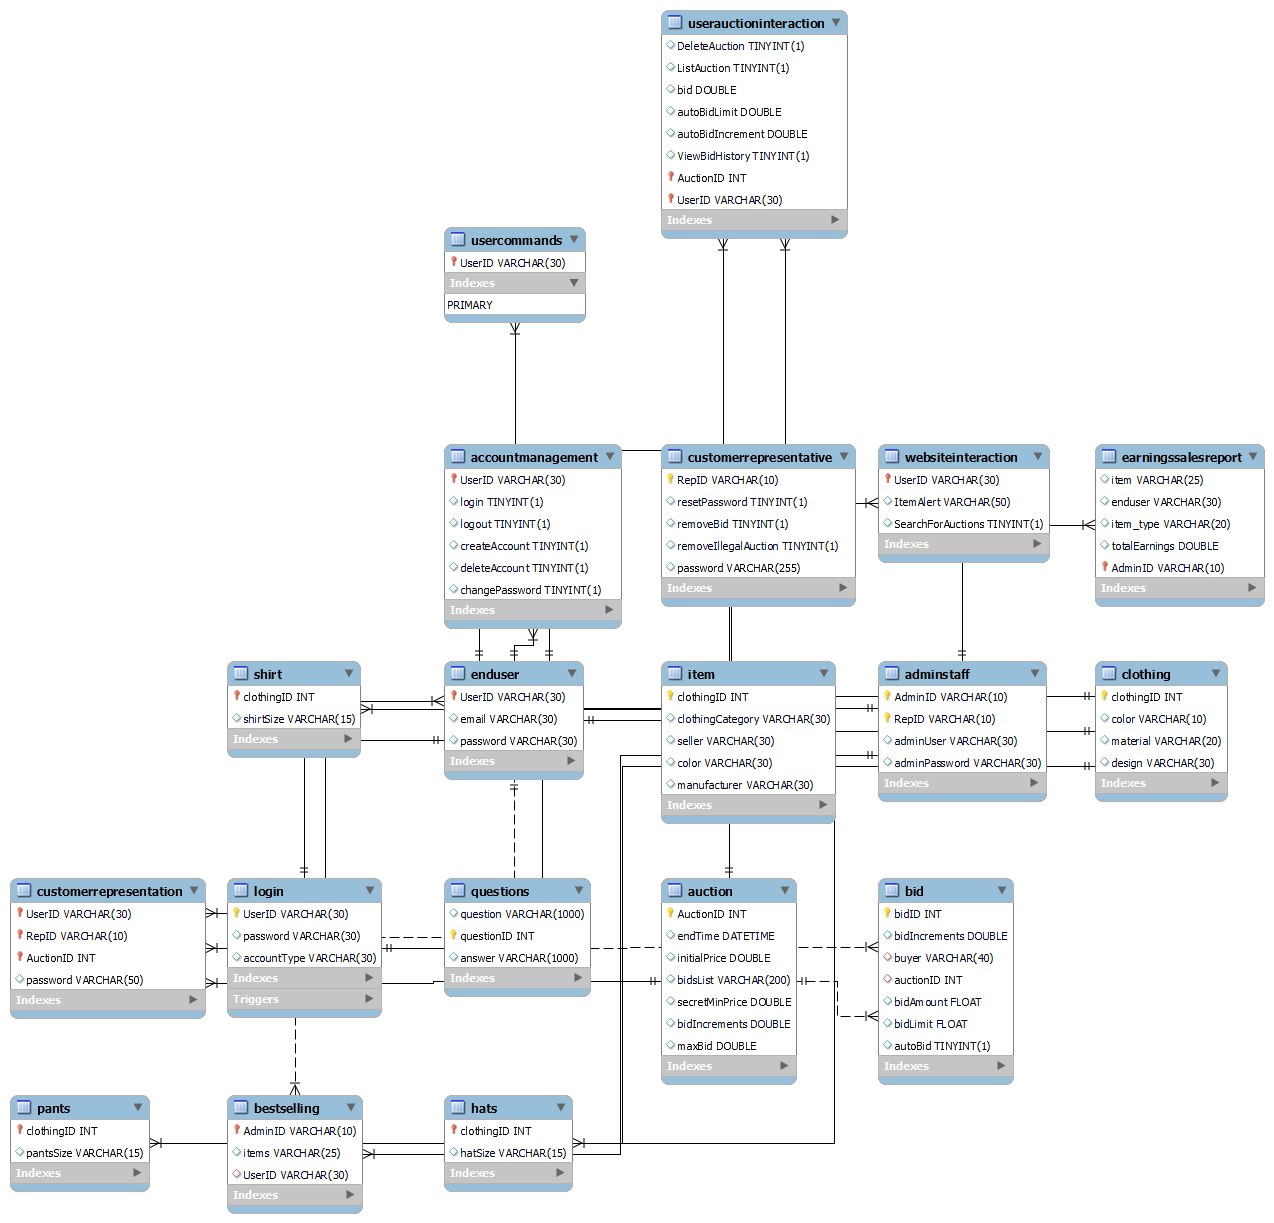 userauctioninteraction
DeleteAuction TINYINT(1)
ListAuction TINYINT(1)
bid DOUBLE
autoBidLimit DOUBLE
autoBidIncrement DOUBLE
ViewBidHistory TINYINT(1)
AuctionID INT
UserID VARCHAR(30)
Indexes
usercommands
UserID VARCHAR(30)
Indexes
PRIMARY
accountmanagement
UserID VARCHAR(30)
login TINYINT(1)
logout TINYINT(1)
createAccount TINYINT(1)
deleteAccount TINYINT(1)
changePassword TINYINT(1)
Indexes
customerrepresentative
RepID VARCHAR(10)
resetPassword TINYINT(1)
removeBid TINYINT(1)
removeIllegalAuction TINYINT(1)
password VARCHAR(255)
Indexes
websiteinteraction
UserID VARCHAR(30)
ItemAlert VARCHAR(50)
SearchForAuctions TINYINT(1)
Indexes
earningssalesreport
item VARCHAR(25)
enduser VARCHAR(30)
item_type VARCHAR(20)
totalEarnings DOUBLE
AdminID VARCHAR(10)
Indexes
shirt
clothingID INT
shirtSize VARCHAR(15)
Indexes
enduser
UserID VARCHAR(30)
email VARCHAR(30)
password VARCHAR(30)
Indexes
item
clothingID INT
clothingCategory VARCHAR(30)
seller VARCHAR(30)
color VARCHAR(30)
manufacturer VARCHAR(30)
Indexes
adminstaff
AdminID VARCHAR(10)
RepID VARCHAR(10)
adminUser VARCHAR(30)
adminPassword VARCHAR(30)
Indexes
clothing
clothingID INT
color VARCHAR(10)
material VARCHAR(20)
design VARCHAR(30)
Indexes
customerrepresentation
UserID VARCHAR(30)
RepID VARCHAR(10)
AuctionID INT
password VARCHAR(50)
Indexes
login
UserID VARCHAR(30)
password VARCHAR(30)
accountType VARCHAR(30)
Indexes
Triggers
questions
question VARCHAR(1000)
questionID INT
answer VARCHAR(1000)
Indexes
auction
AuctionID INT
endTime DATETIME
initialPrice DOUBLE
bidsList VARCHAR(200)
secretMinPrice DOUBLE
bidIncrements DOUBLE
maxBid DOUBLE
Indexes
bid
bidID INT
bidIncrements DOUBLE
buyer VARCHAR(40)
auctionID INT
bidAmount FLOAT
bidLimit FLOAT
autoBid TINYINT(1)
Indexes
pants
clothingID INT
pantsSize VARCHAR(15)
Indexes
bestselling
AdminID VARCHAR(10)
items VARCHAR(25)
UserID VARCHAR(30)
Indexes
hats
clothingID INT
hatSize VARCHAR(15)
Indexes